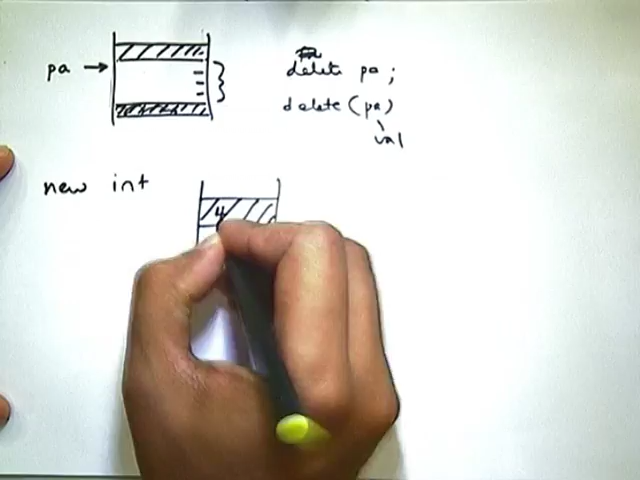 pa
delete pa;
delete (pa)
val
new int
4